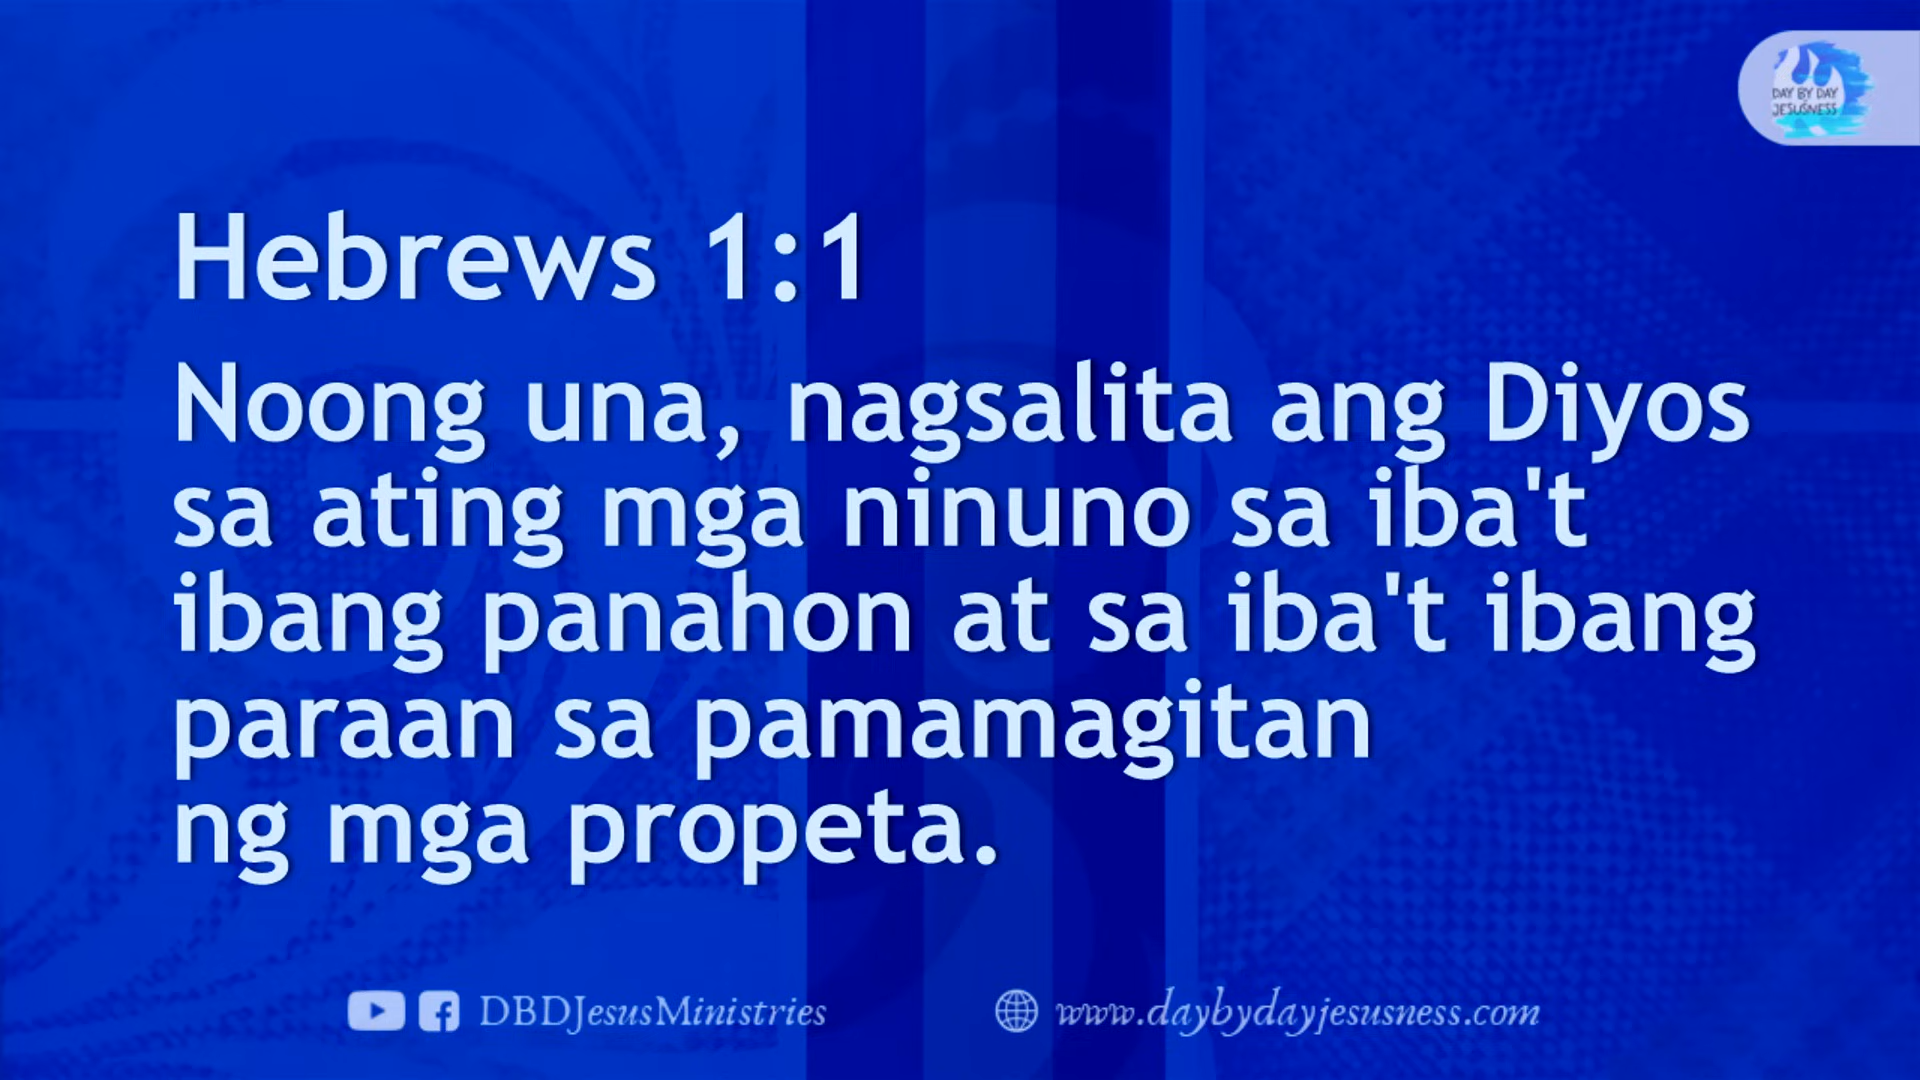 DAY BY DAY
JESUSNESS
Hebrews 1:1
Noong una, nagsalita ang Diyos
sa ating mga ninuno sa iba't
ibang panahon at sa iba't ibang
paraan sa pamamagitan
ng mga propeta.
DBDJesusMinistries
www.daybydayjesusness.com